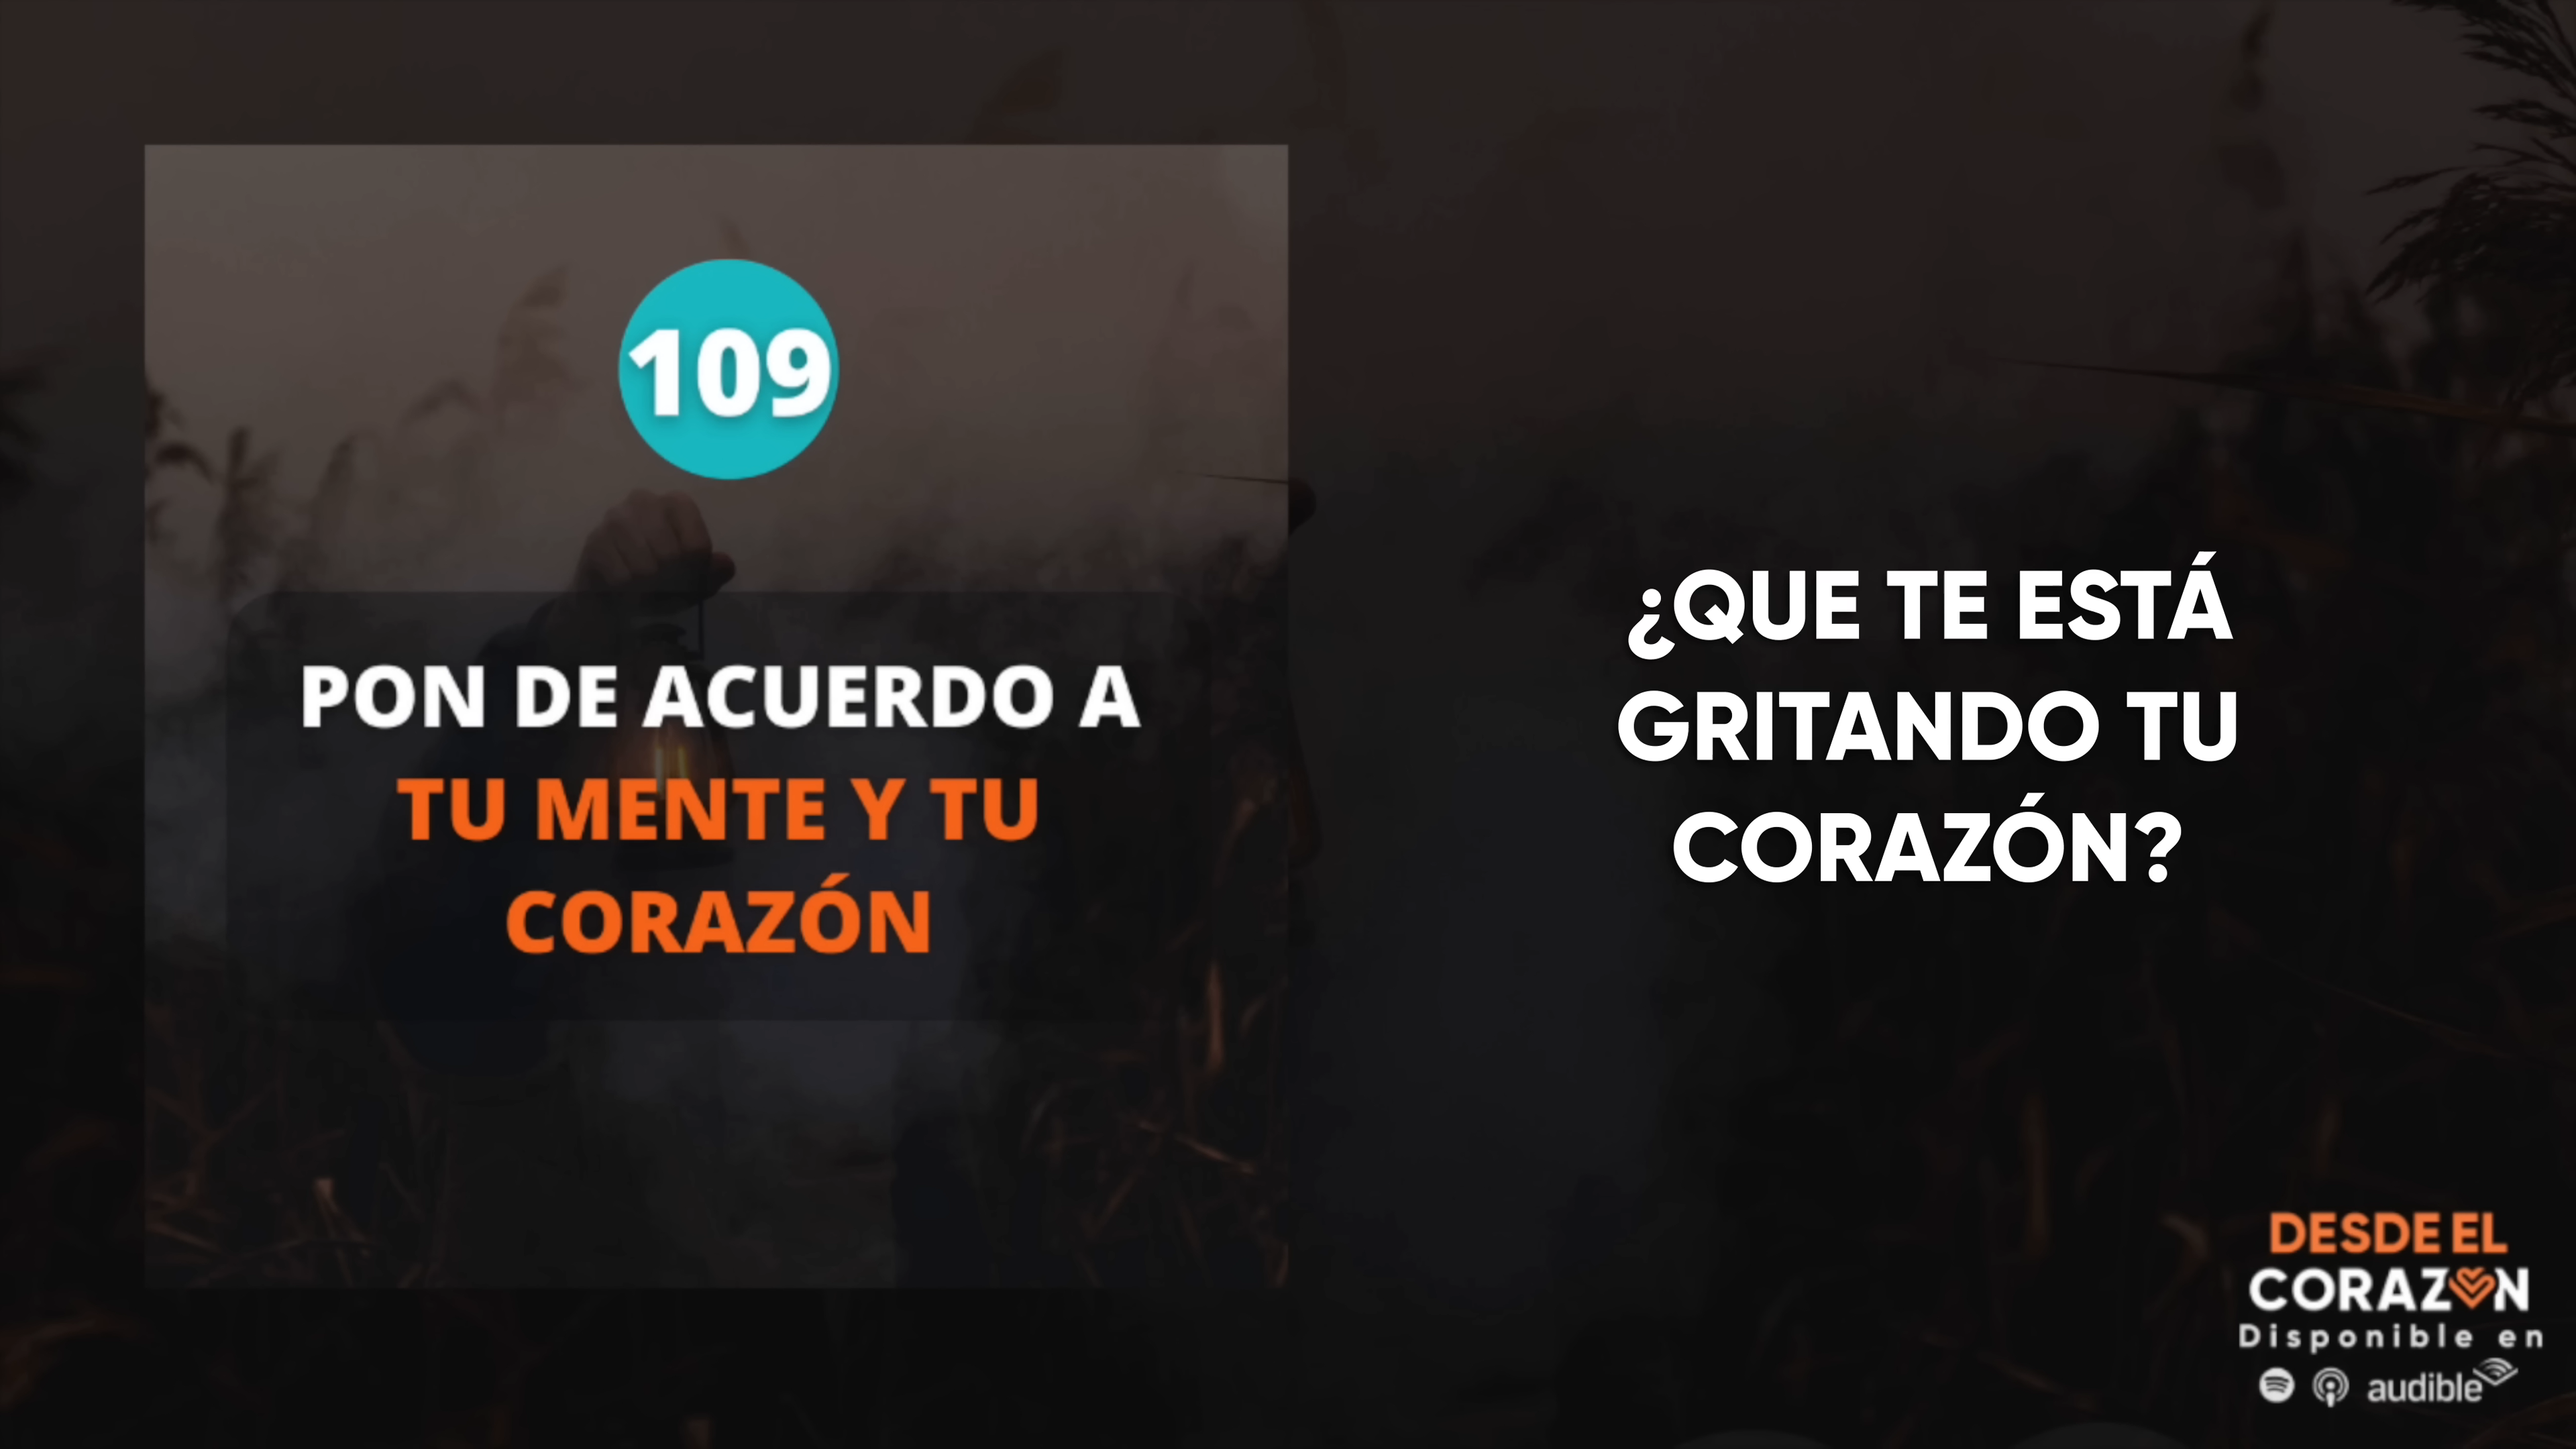 109
PON DE ACUERDO A
TU MENTE Y TU
CORAZÓN
¿QUE TE ESTÁ
GRITANDO TU
CORAZÓN?
DESDE EL
CORAZON
Disponible en
audible